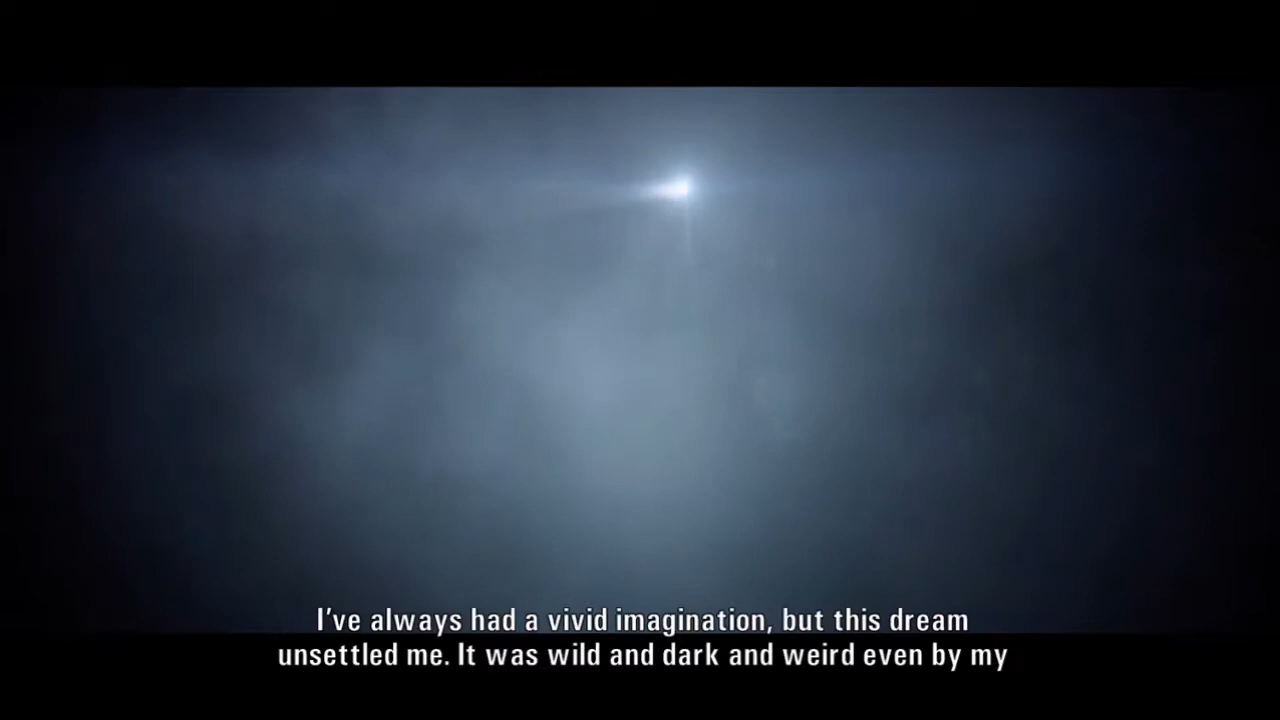 I've always had a vivid imagination, but this dream
unsettled me. It was wild and dark and weird even by my